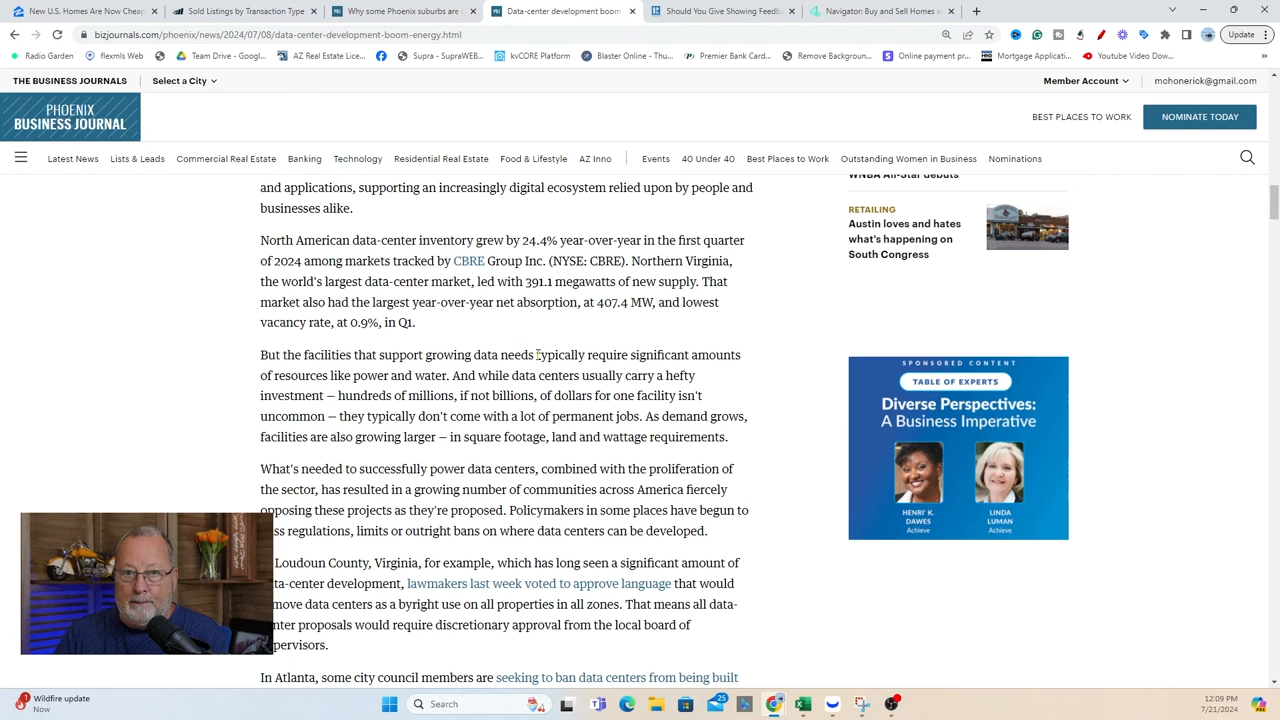 New U.S. Homes Are Now Cheap
Sold Listings by Transaction Type
Why some Phoenix homes sit on
Data-center development boom
Should You Give Showing Feedba
Navigator: Buy and Sell Homes w
bizjournals.com/phoenix/news/2024/07/08/data-center-development-boom-energy.html
Update
Radio Garden
flexmls Web
Team Drive - Googl...
AZ Real Estate Lice...
Supra - SupraWEB...
kvCORE Platform
Blaster Online - Thu...
Premier Bank Card...
Remove Backgroun...
Online payment pr...
Mortgage Applicati...
Youtube Video Dow...
THE BUSINESS JOURNALS
Select a City
Member Account
mchonerick@gmail.com
PHOENIX
BUSINESS JOURNAL
BEST PLACES TO WORK
NOMINATE TODAY
Latest News
Lists & Leads
Commercial Real Estate
Banking
Technology
Residential Real Estate
Food & Lifestyle
AZ Inno
Events
40 Under 40
Best Places to Work
Outstanding Women in Business
Nominations
and applications, supporting an increasingly digital ecosystem relied upon by people and
businesses alike.
North American data-center inventory grew by 24.4% year-over-year in the first quarter
of 2024 among markets tracked by CBRE Group Inc. (NYSE: CBRE). Northern Virginia,
the world's largest data-center market, led with 391.1 megawatts of new supply. That
market also had the largest year-over-year net absorption, at 407.4 MW, and lowest
vacancy rate, at 0.9%, in Q1.
But the facilities that support growing data needs typically require significant amounts
of resources like power and water. And while data centers usually carry a hefty
investment — hundreds of millions, if not billions, of dollars for one facility isn't
uncommon — they typically don't come with a lot of permanent jobs. As demand grows,
facilities are also growing larger — in square footage, land and wattage requirements.
What's needed to successfully power data centers, combined with the proliferation of
the sector, has resulted in a growing number of communities across America fiercely
opposing those projects as they're proposed. Policymakers in some places have begun to
regulations, limits or outright bans on where data centers can be developed.
Loudoun County, Virginia, for example, which has long seen a significant amount of
ta-center development, lawmakers last week voted to approve language that would
move data centers as a byright use on all properties in all zones. That means all data-
nter proposals would require discretionary approval from the local board of
pervisors.
In Atlanta, some city council members are seeking to ban data centers from being built
WNBA All-Star debuts
RETAILING
Austin loves and hates
what's happening on
South Congress
SPONSORED CONTENT
TABLE OF EXPERTS
Diverse Perspectives:
A Business Imperative
HENRI' K.
DAWES
Achieve
LINDA
LUMAN
Achieve
1
Wildfire update
Now
Search
25
12:09 PM
7/21/2024